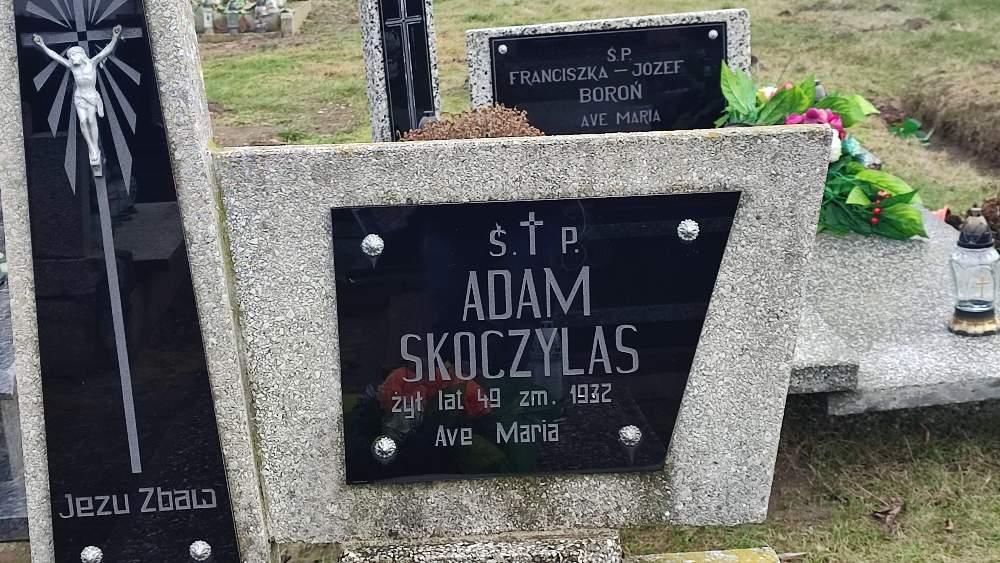 Ś.P.
FRANCISZKA – JÓZEF
BOROŃ
AVE MARIA
Ś. † P.
ADAM
SKOCZYLAS
żył lat 49 zm. 1932
Ave Maria
Jezu Zbaw